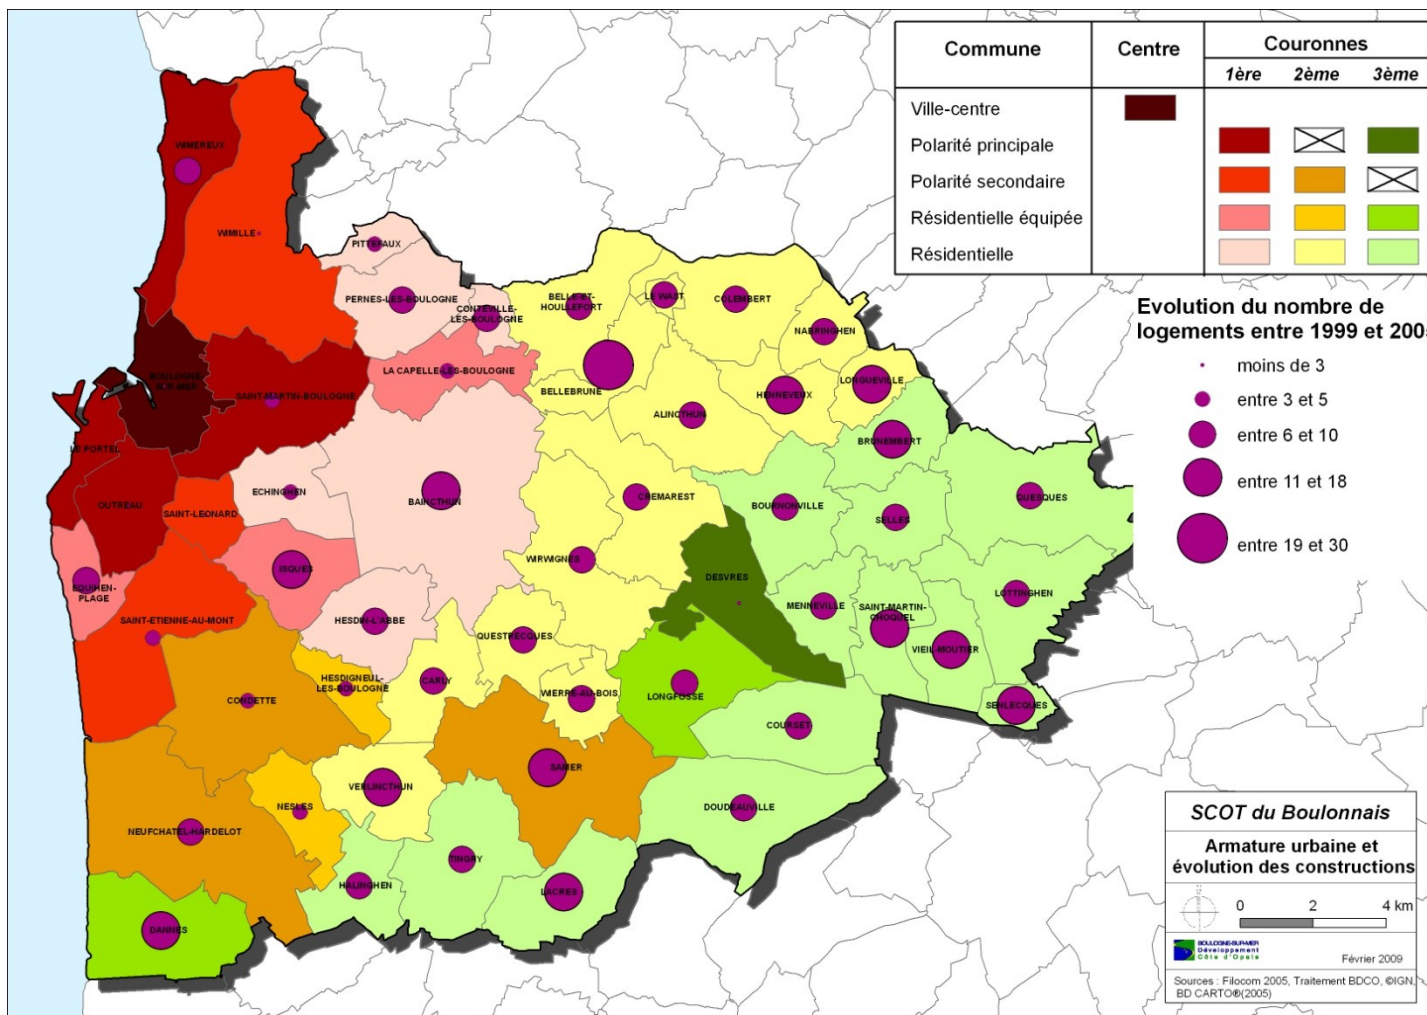 Commune
Centre
Couronnes
1ère
2ème
3ème
Ville-centre
Polarité principale
Polarité secondaire
Résidentielle équipée
Résidentielle
Evolution du nombre de
logements entre 1999 et 200
moins de 3
entre 3 et 5
entre 6 et 10
entre 11 et 18
entre 19 et 30
WIMEREUX
WIMILLE
PITTEFAUX
PERNES-LES-BOULOGNE
CONTEVILLE-
LES-BOULOGNE
BELLE-ET-
HOULLEFORT
LE WAST
COLEMBERT
NABRINGHEN
BOULOGNE-
SUR-MER
SAINT-MARTIN-BOULOGNE
LA CAPELLE-LES-BOULOGNE
BELLEBRUNE
HENNEVEUX
LONGUEVILLE
ALINCTHUN
BRUNEMBERT
LE PORTEL
OUTREAU
SAINT-LEONARD
ECHINGHEN
BAINCTHUN
CREMAREST
BOURNONVILLE
SELLES
QUESQUES
EQUIHEN-
PLAGE
ISQUES
WIRWIGNES
DESVRES
MENNEVILLE
SAINT-MARTIN-
CHOQUEL
LOTTINGHEN
SAINT-ETIENNE-AU-MONT
HESDIN-L'ABBE
QUESTRECQUES
VIEIL-MOUTIER
CONDETTE
HESDIGNEUL-
LES-BOULOGNE
CARLY
WIERRE-AU-BOIS
LONGFOSSE
SENLECQUES
COURSET
SAMER
VERLINCTHUN
NESLES
NEUFCHATEL-HARDELOT
DOUDEAUVILLE
TINGRY
HALINGHEN
LACRES
DANNES
SCOT du Boulonnais
Armature urbaine et
évolution des constructions
0 2 4 km
BOULOGNE-SUR-MER
Développement
Côte d'Opale
Février 2009
Sources : Filocom 2005, Traitement BDCO, ©IGN,
BD CARTO®(2005)